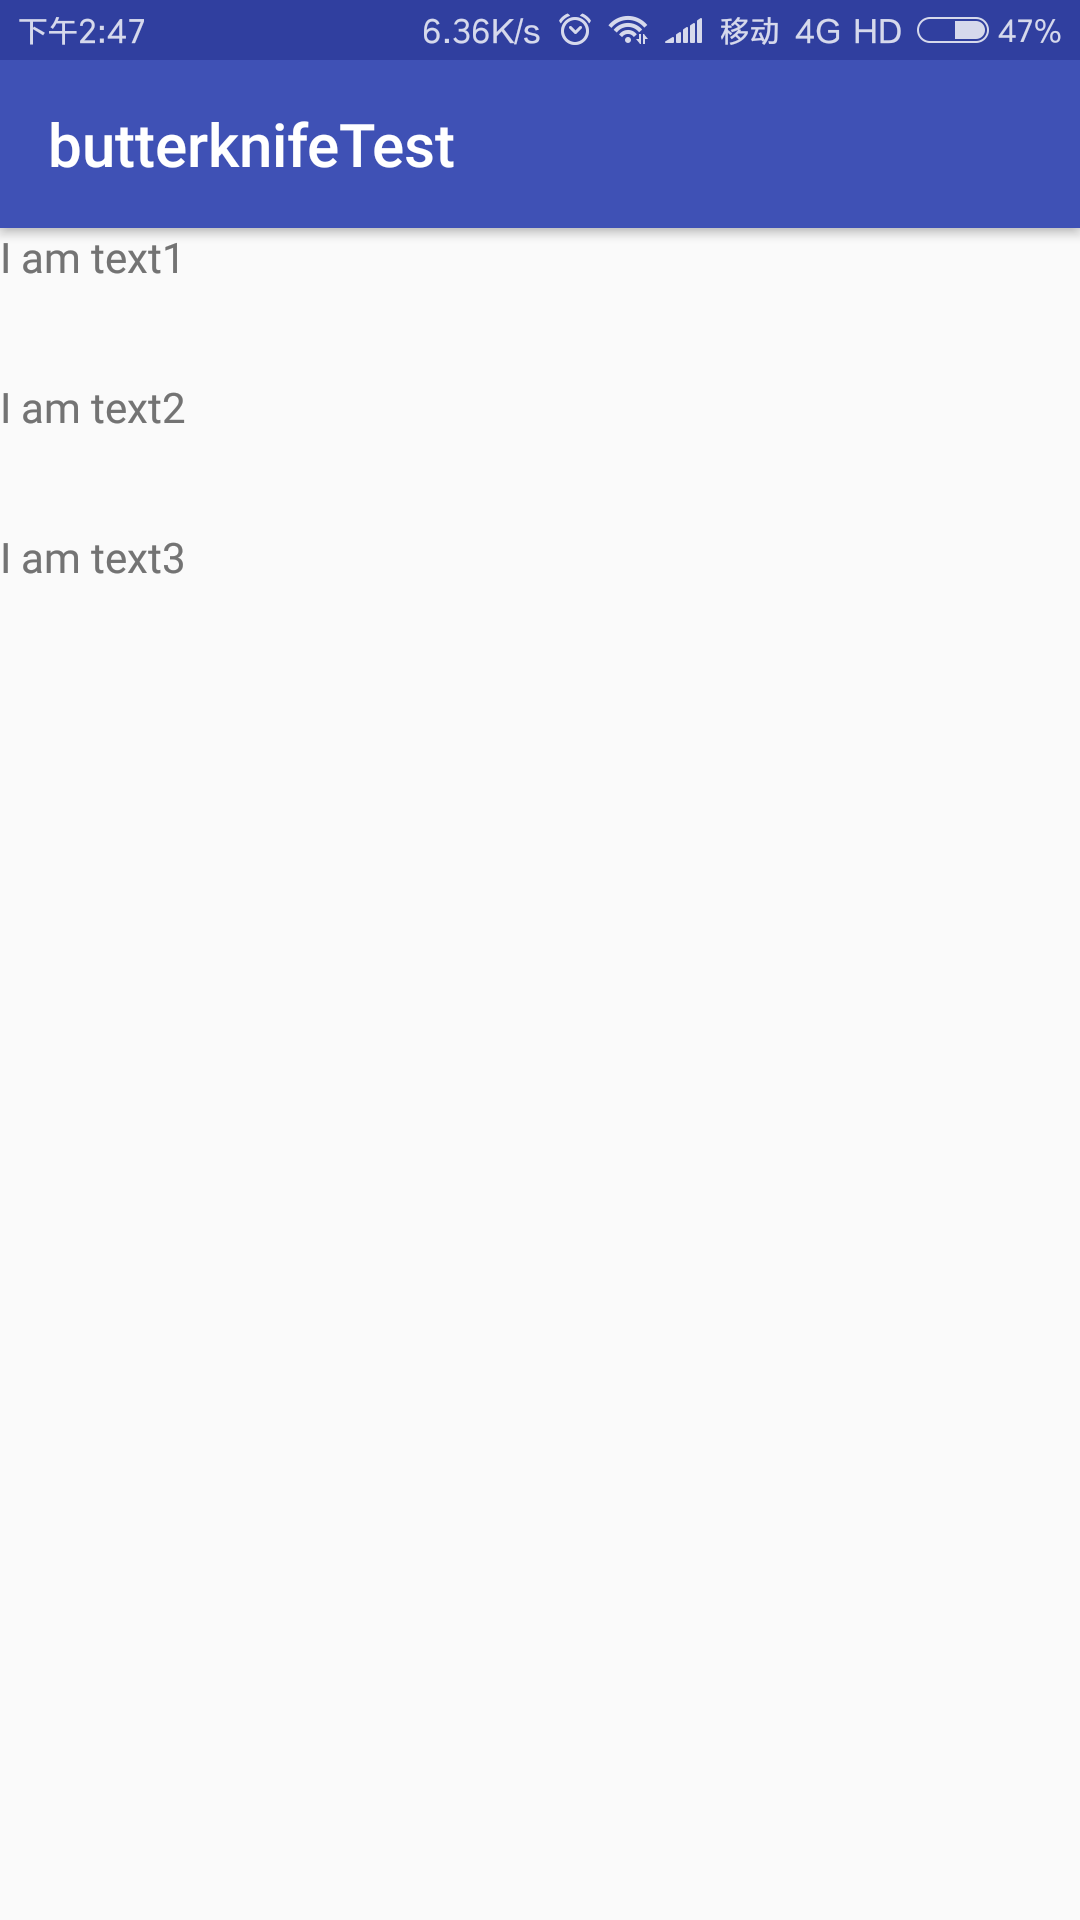 下午2:47 6.36K/s 移动 4G HD 47%
butterknifeTest
I am text1
I am text2
I am text3